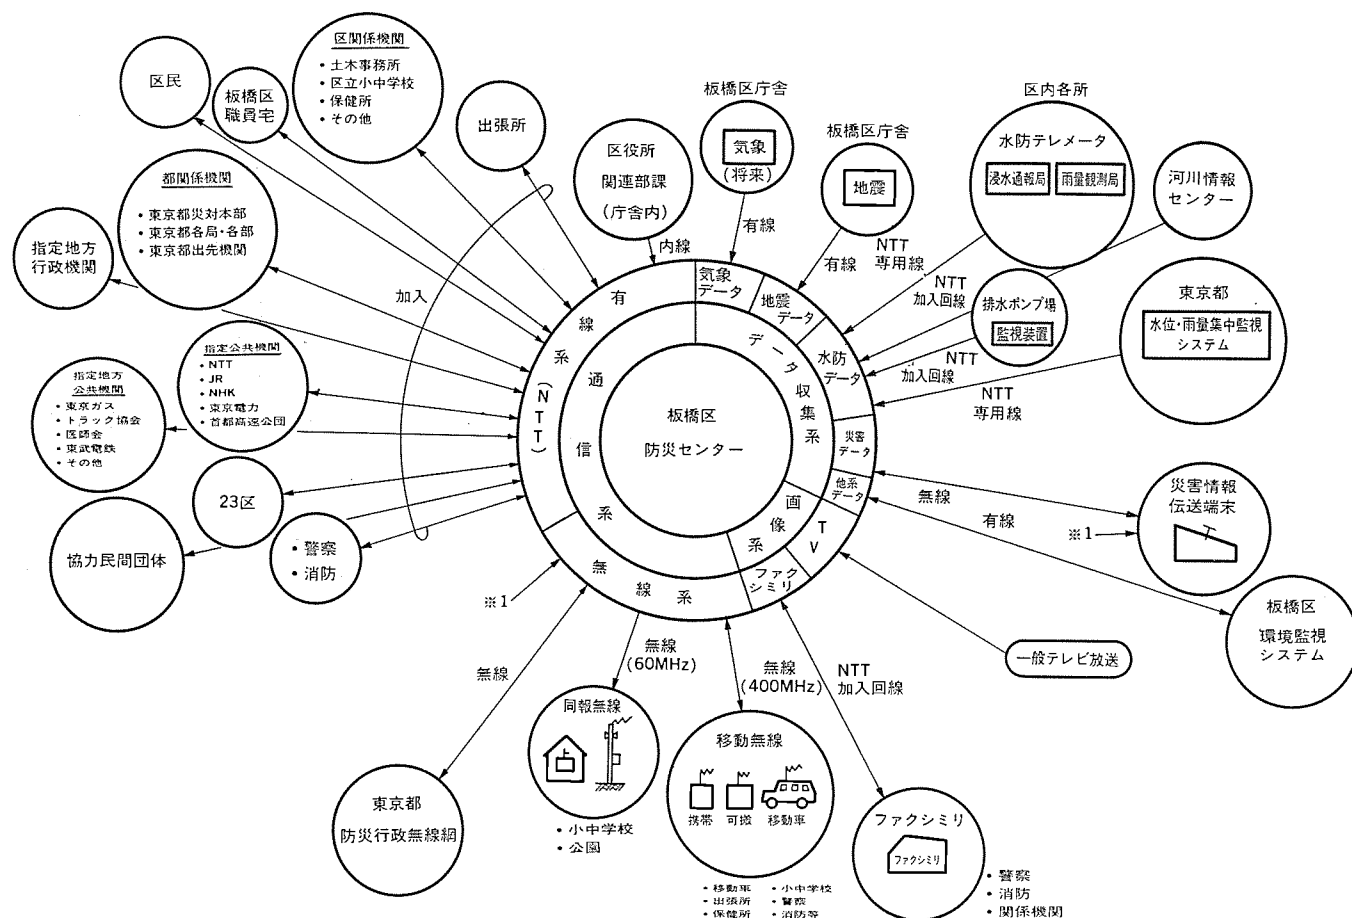 区関係機関
・土木事務所
・区立小中学校
・保健所
・その他
区民
板橋区
職員宅
出張所
区役所
関連部課
(庁舎内)
内線
板橋区庁舎
気象
(将来)
有線
板橋区庁舎
地震
有線
区内各所
水防テレメータ
浸水通報局
雨量観測局
NTT
専用線
河川情報
センター
NTT
加入回線
排水ポンプ場
監視装置
NTT
加入回線
東京都
水位・雨量集中監視
システム
NTT
専用線
都関係機関
・東京都災対本部
・東京都各局・各部
・東京都出先機関
指定地方
行政機関
加入
指定公共機関
・NTT
・JR
・NHK
・東京電力
・首都高速公団
指定地方
公共機関
・東京ガス
・トラック協会
・医師会
・東武電鉄
・その他
23区
協力民間団体
・警察
・消防
有線系(NTT)
通信系
無線系
気象
データ
地震
データ
水防
データ
災害
データ
他系
データ
データ収集系
画像系
TV
ファク
シミリ
板橋区
防災センター
無線
有線
災害情報
伝送端末
※1
板橋区
環境監視
システム
一般テレビ放送
※1
無線
東京都
防災行政無線網
無線
(60MHz)
同報無線
・小中学校
・公園
無線
(400MHz)
移動無線
携帯
可搬
移動車
・移動車 ・小中学校
・出張所 ・警察
・保健所 ・消防等
NTT
加入回線
ファクシミリ
ファクシミリ
・警察
・消防
・関係機関